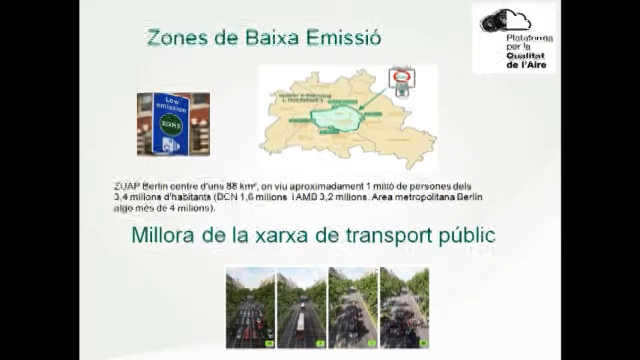 Zones de Baixa Emissió
Plataforma
per la
Qualitat
de l'Aire
Low
emission
ZONE
ZUAP Berlin centre d'uns 88 km², on viu aproximadament 1 milió de persones dels
3,4 milions d'habitants (BCN 1,6 milions i AMB 3,2 milions. Area metropolitana Berlin
algo més de 4 milions).
Millora de la xarxa de transport públic